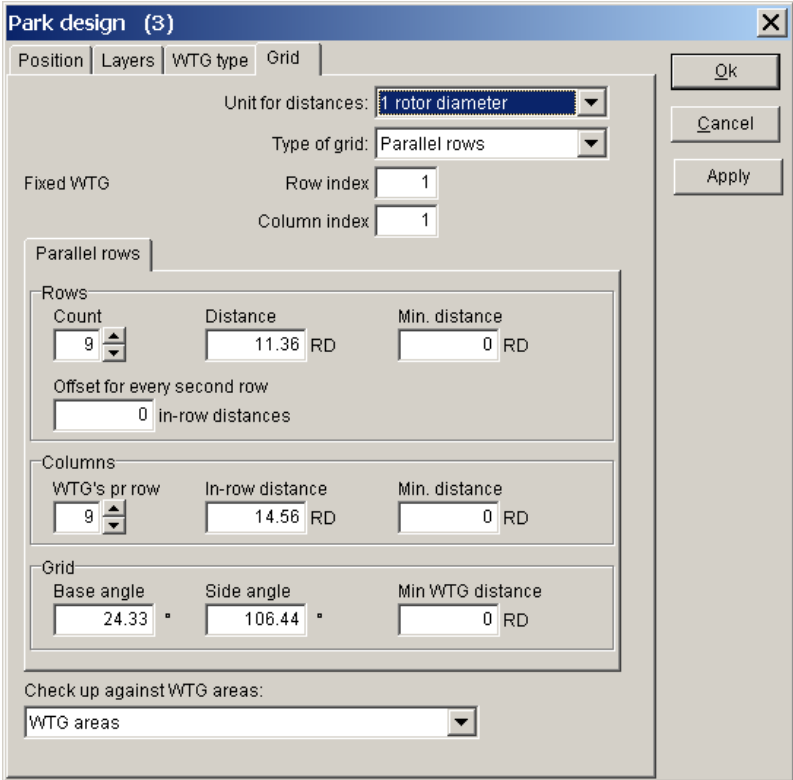 Park design (3)
Position Layers WTG type Grid
Ok
Unit for distances: 1 rotor diameter
Cancel
Type of grid: Parallel rows
Apply
Fixed WTG Row index 1
Column index 1
Parallel rows
Rows
Count Distance Min. distance
9 11.36 RD 0 RD
Offset for every second row
0 in-row distances
Columns
WTG's pr row In-row distance Min. distance
9 14.56 RD 0 RD
Grid
Base angle Side angle Min WTG distance
24.33 ° 106.44 ° 0 RD
Check up against WTG areas:
WTG areas